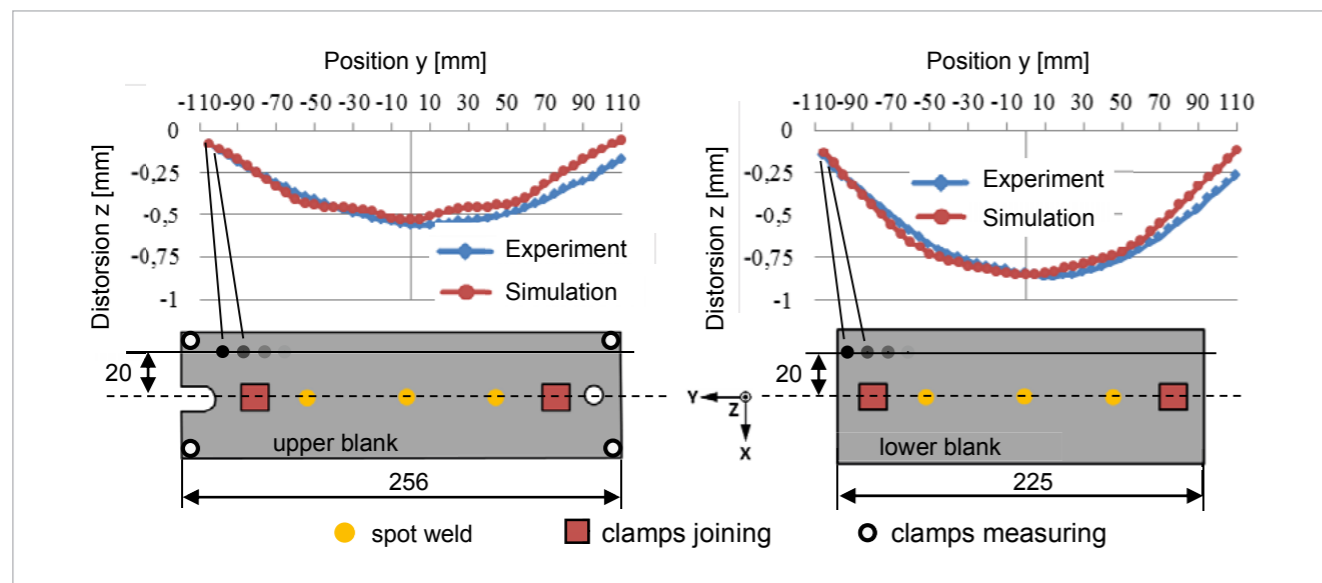 Position y [mm]
-110 -90 -70 -50 -30 -10 10 30 50 70 90 110
Distorsion z [mm]
0
-0,25
-0,5
-0,75
-1
Experiment
Simulation
20
upper blank
256
Position y [mm]
-110 -90 -70 -50 -30 -10 10 30 50 70 90 110
Distorsion z [mm]
0
-0,25
-0,5
-0,75
-1
Experiment
Simulation
20
lower blank
225
Y
Z
X
spot weld
clamps joining
clamps measuring